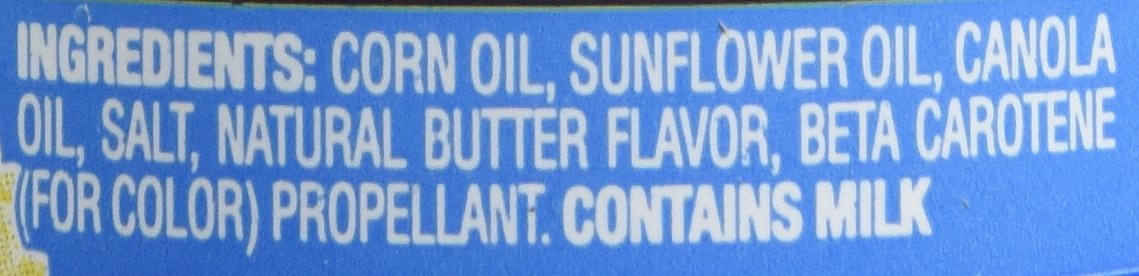 INGREDIENTS: CORN OIL, SUNFLOWER OIL, CANOLA
OIL, SALT, NATURAL BUTTER FLAVOR, BETA CAROTENE
(FOR COLOR) PROPELLANT. CONTAINS MILK